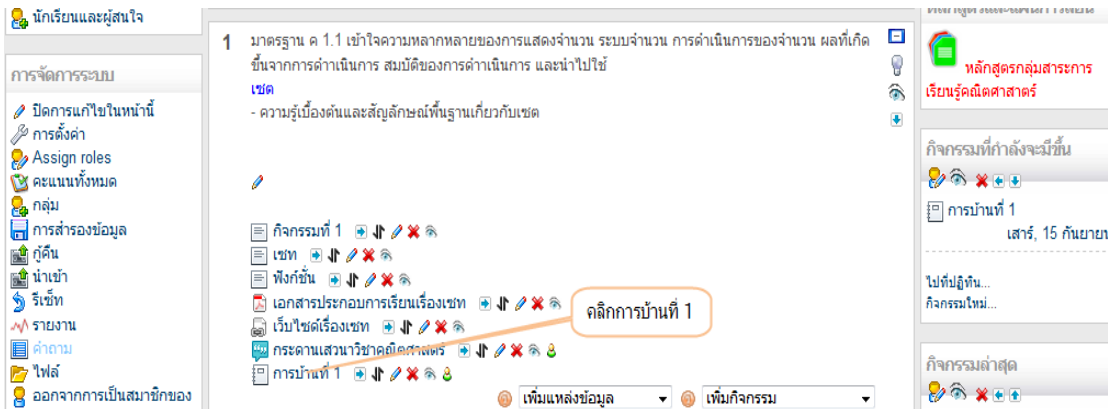 นักเรียนและผู้สนใจ
การจัดการระบบ
ปิดการแก้ไขในหน้านี้
การตั้งค่า
Assign roles
คะแนนทั้งหมด
กลุ่ม
การสำรองข้อมูล
กู้คืน
นำเข้า
รีเซ็ท
รายงาน
คำถาม
ไฟล์
ออกจากการเป็นสมาชิกของ
1 มาตรฐาน ค 1.1 เข้าใจความหลากหลายของการแสดงจำนวน ระบบจำนวน การดำเนินการของจำนวน ผลที่เกิด
ขึ้นจากการดำเนินการ สมบัติของการดำเนินการ และนำไปใช้
เซต
- ความรู้เบื้องต้นและสัญลักษณ์พื้นฐานเกี่ยวกับเซต
กิจกรรมที่ 1
เซท
ฟังก์ชั่น
เอกสารประกอบการเรียนเรื่องเซท
เว็บไซต์เรื่องเซท
กระดานเสวนาวิชาคณิตศาสตร์
การบ้านที่ 1
คลิกการบ้านที่ 1
เพิ่มแหล่งข้อมูล
เพิ่มกิจกรรม
หลักสูตรกลุ่มสาระการ
เรียนรู้คณิตศาสตร์
กิจกรรมที่กำลังจะมีขึ้น
การบ้านที่ 1
เสาร์, 15 กันยายน
ไปที่ปฏิทิน...
กิจกรรมใหม่...
กิจกรรมล่าสุด